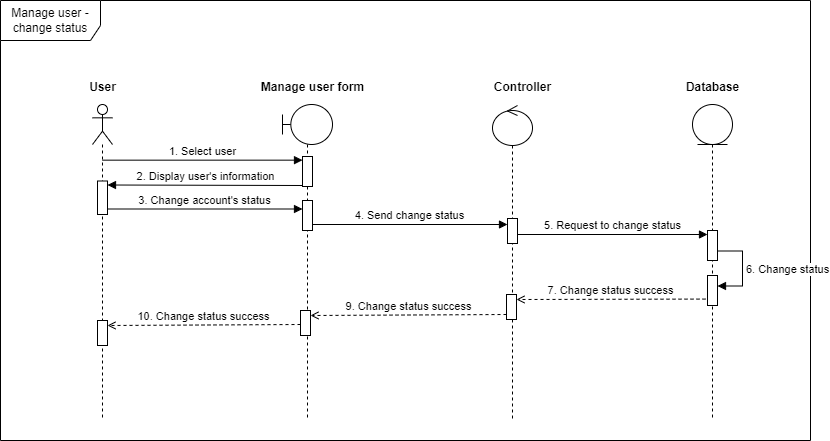 Manage user -
change status
User
Manage user form
Controller
Database
1. Select user
2. Display user's information
3. Change account's status
4. Send change status
5. Request to change status
6. Change status
7. Change status success
9. Change status success
10. Change status success